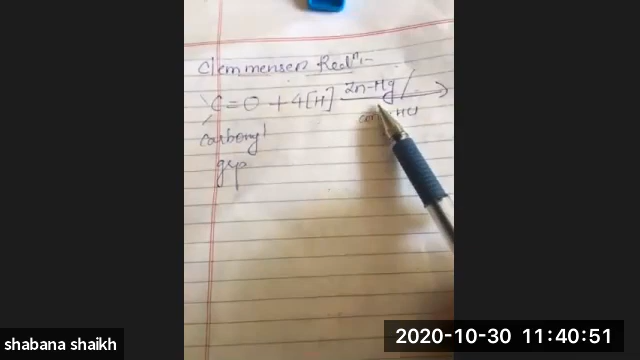 Clemmensen Redⁿ:-
C=O + 4[H] Zn-Hg/
conc HCl
carbonyl
grp
shabana shaikh
2020-10-30 11:40:51